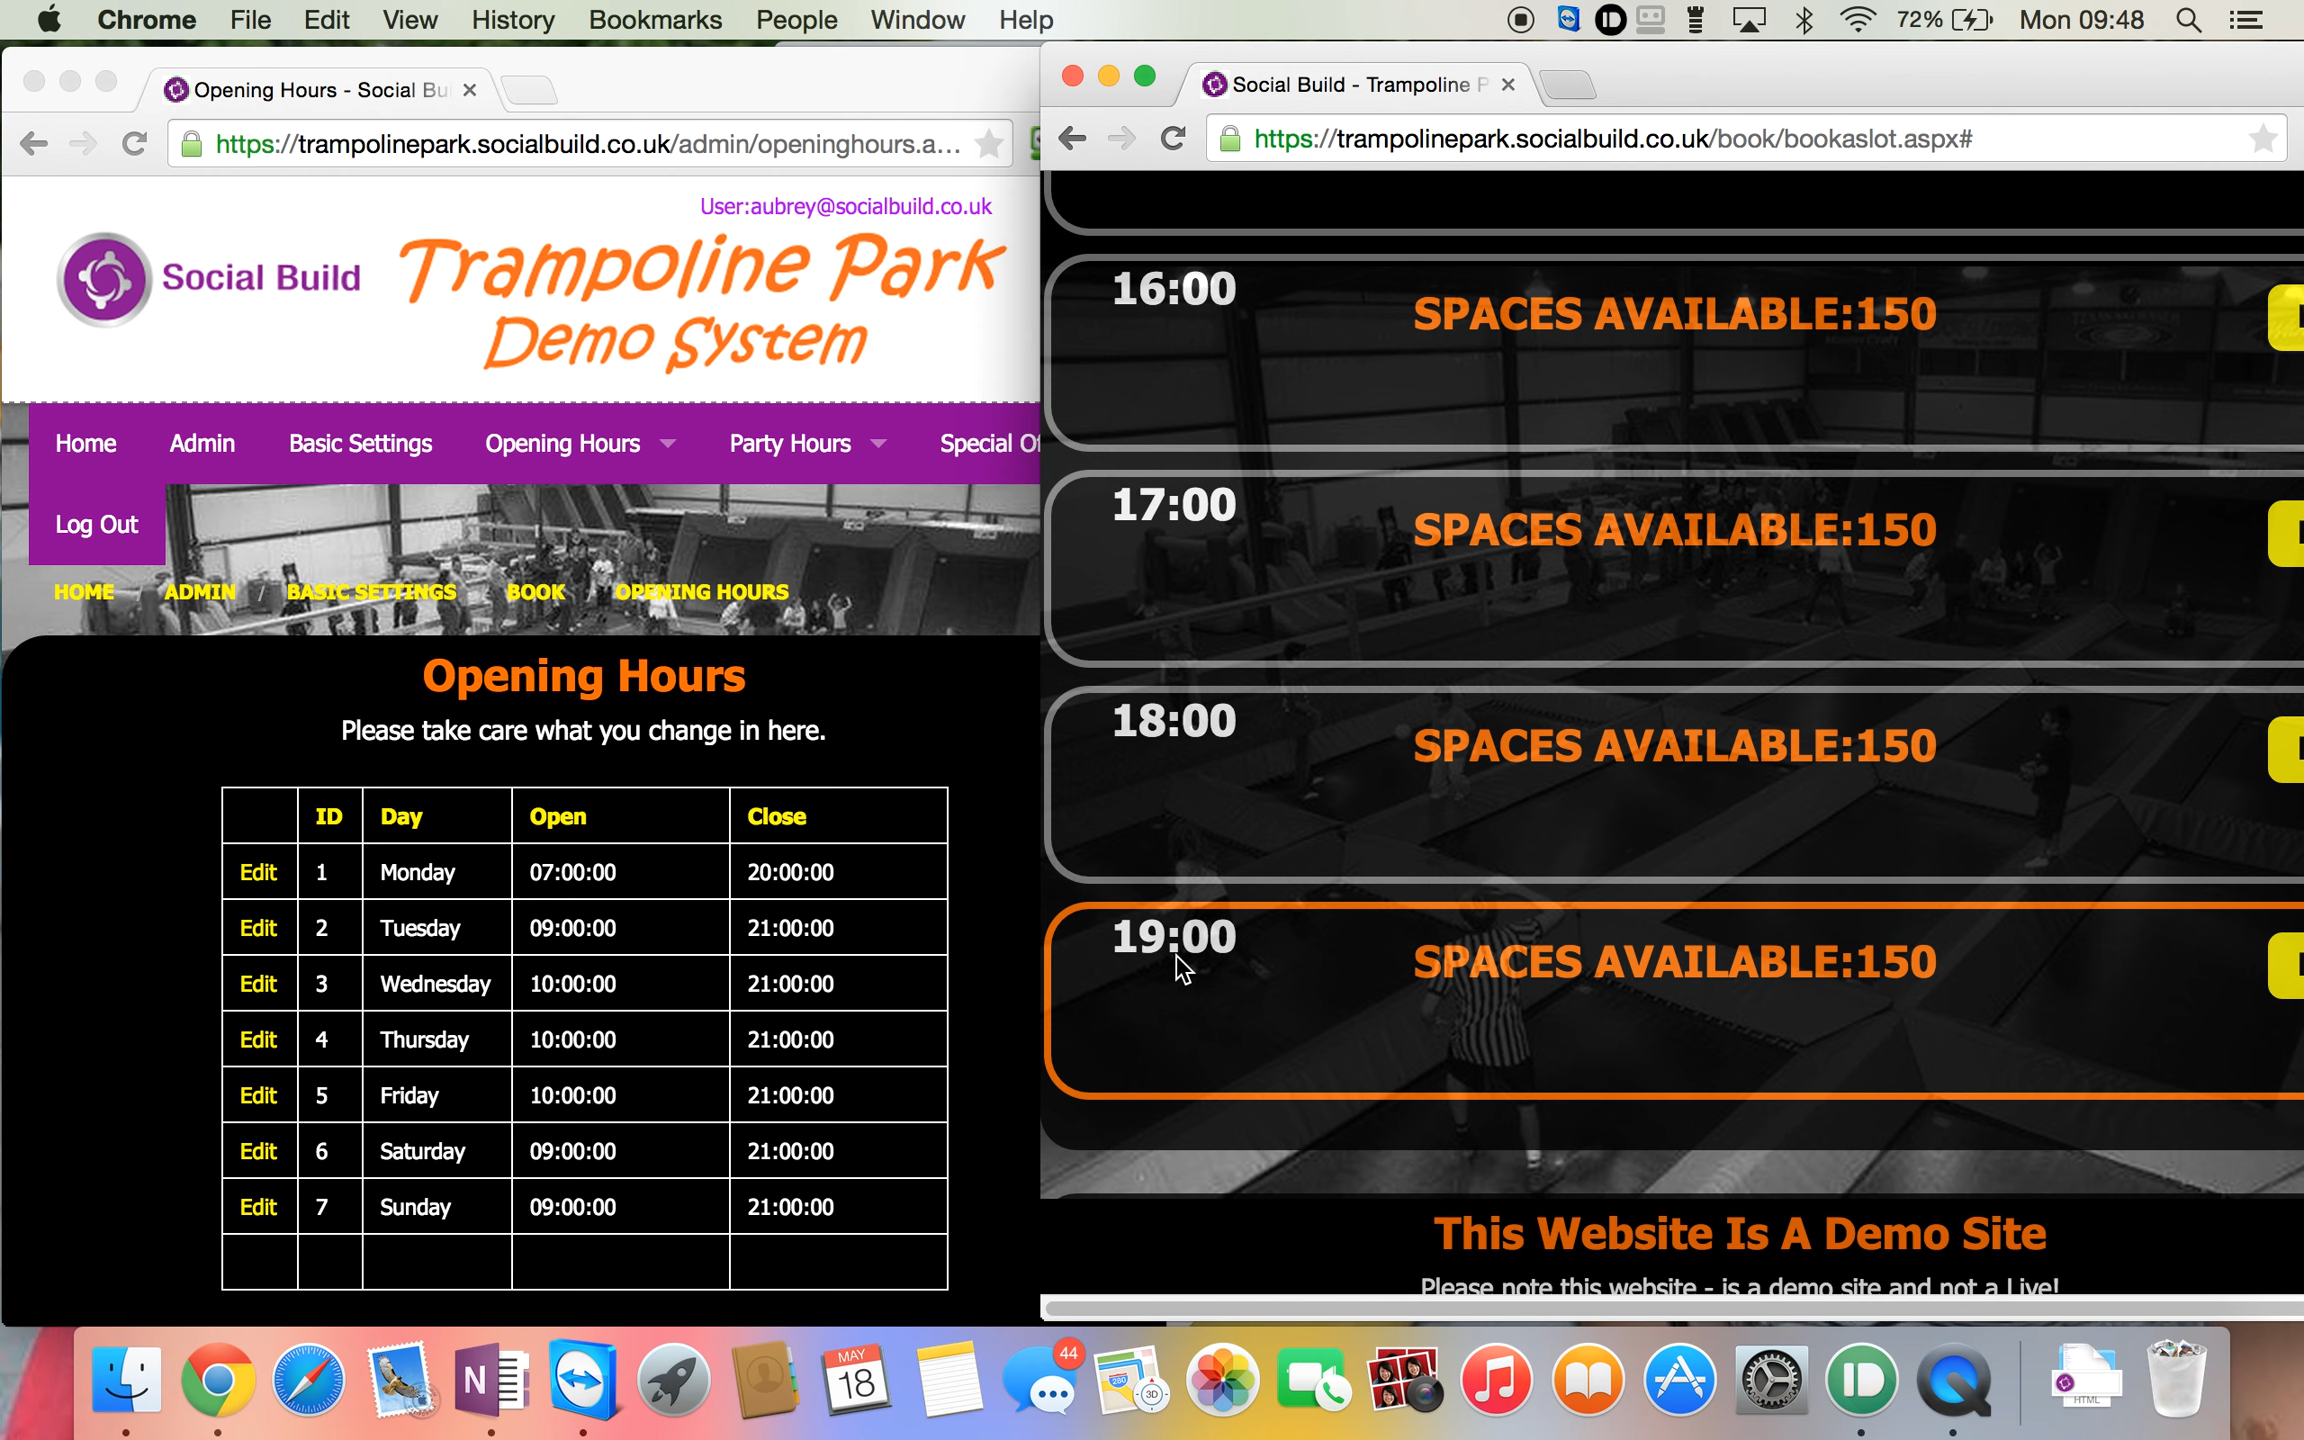 Chrome File Edit View History Bookmarks People Window Help 72% Mon 09:48
Opening Hours - Social Bu
https://trampolinepark.socialbuild.co.uk/admin/openinghours.a...
User:aubrey@socialbuild.co.uk
Social Build
Trampoline Park
Demo System
Home Admin Basic Settings Opening Hours Party Hours Special
Log Out
HOME ADMIN / BASIC SETTINGS BOOK OPENING HOURS
Opening Hours
Please take care what you change in here.
ID Day Open Close
Edit 1 Monday 07:00:00 20:00:00
Edit 2 Tuesday 09:00:00 21:00:00
Edit 3 Wednesday 10:00:00 21:00:00
Edit 4 Thursday 10:00:00 21:00:00
Edit 5 Friday 10:00:00 21:00:00
Edit 6 Saturday 09:00:00 21:00:00
Edit 7 Sunday 09:00:00 21:00:00
Social Build - Trampoline P
https://trampolinepark.socialbuild.co.uk/book/bookaslot.aspx#
16:00 SPACES AVAILABLE:150
17:00 SPACES AVAILABLE:150
18:00 SPACES AVAILABLE:150
19:00 SPACES AVAILABLE:150
This Website Is A Demo Site
Please note this website - is a demo site and not a Live!
N
MAY
18
44
280
3D
HTML